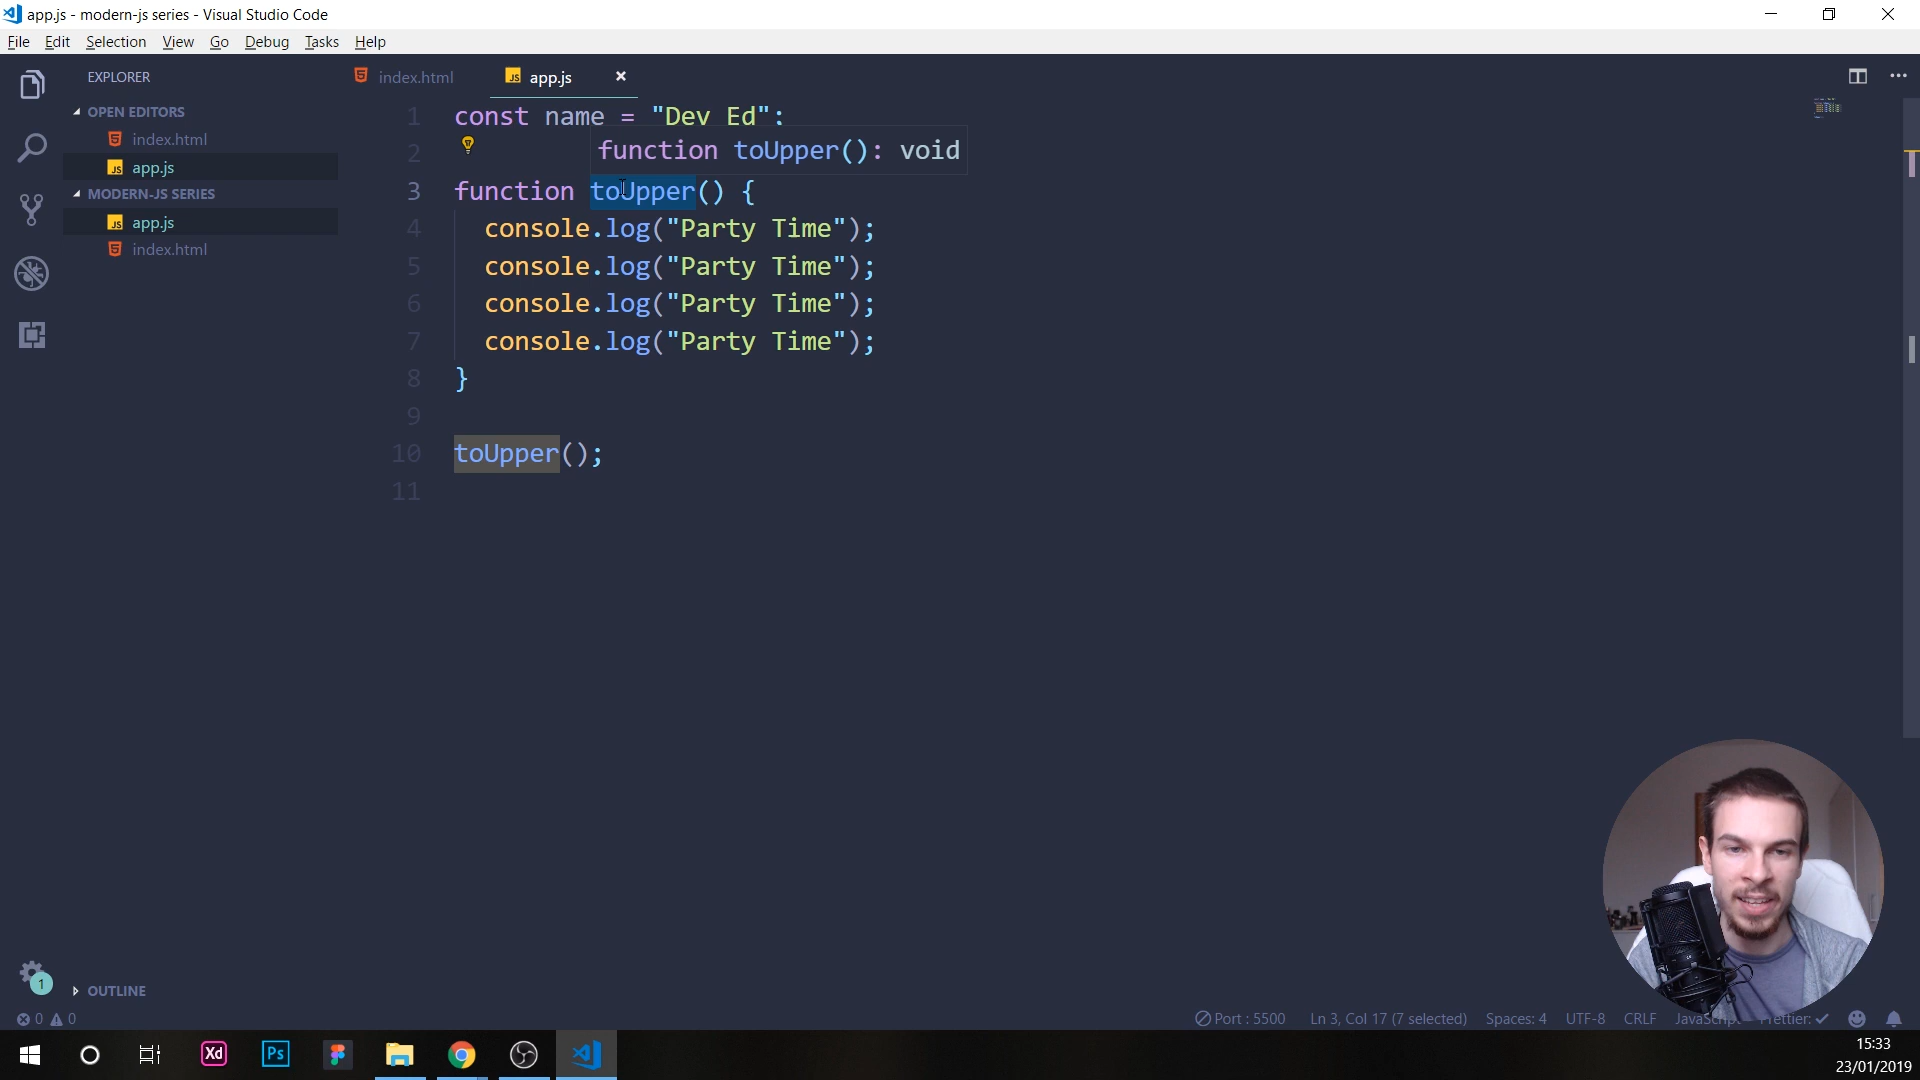 app.js - modern-js series - Visual Studio Code
File Edit Selection View Go Debug Tasks Help
EXPLORER
OPEN EDITORS
index.html
app.js
MODERN-JS SERIES
app.js
index.html
OUTLINE
index.html
JS app.js
1 const name = "Dev Ed";
2
function toUpper(): void
3 function toUpper() {
4 console.log("Party Time");
5 console.log("Party Time");
6 console.log("Party Time");
7 console.log("Party Time");
8 }
9
10 toUpper();
11
1
0 0
Port : 5500 Ln 3, Col 17 (7 selected) Spaces: 4 UTF-8 CRLF
Xd Ps
15:33
23/01/2019